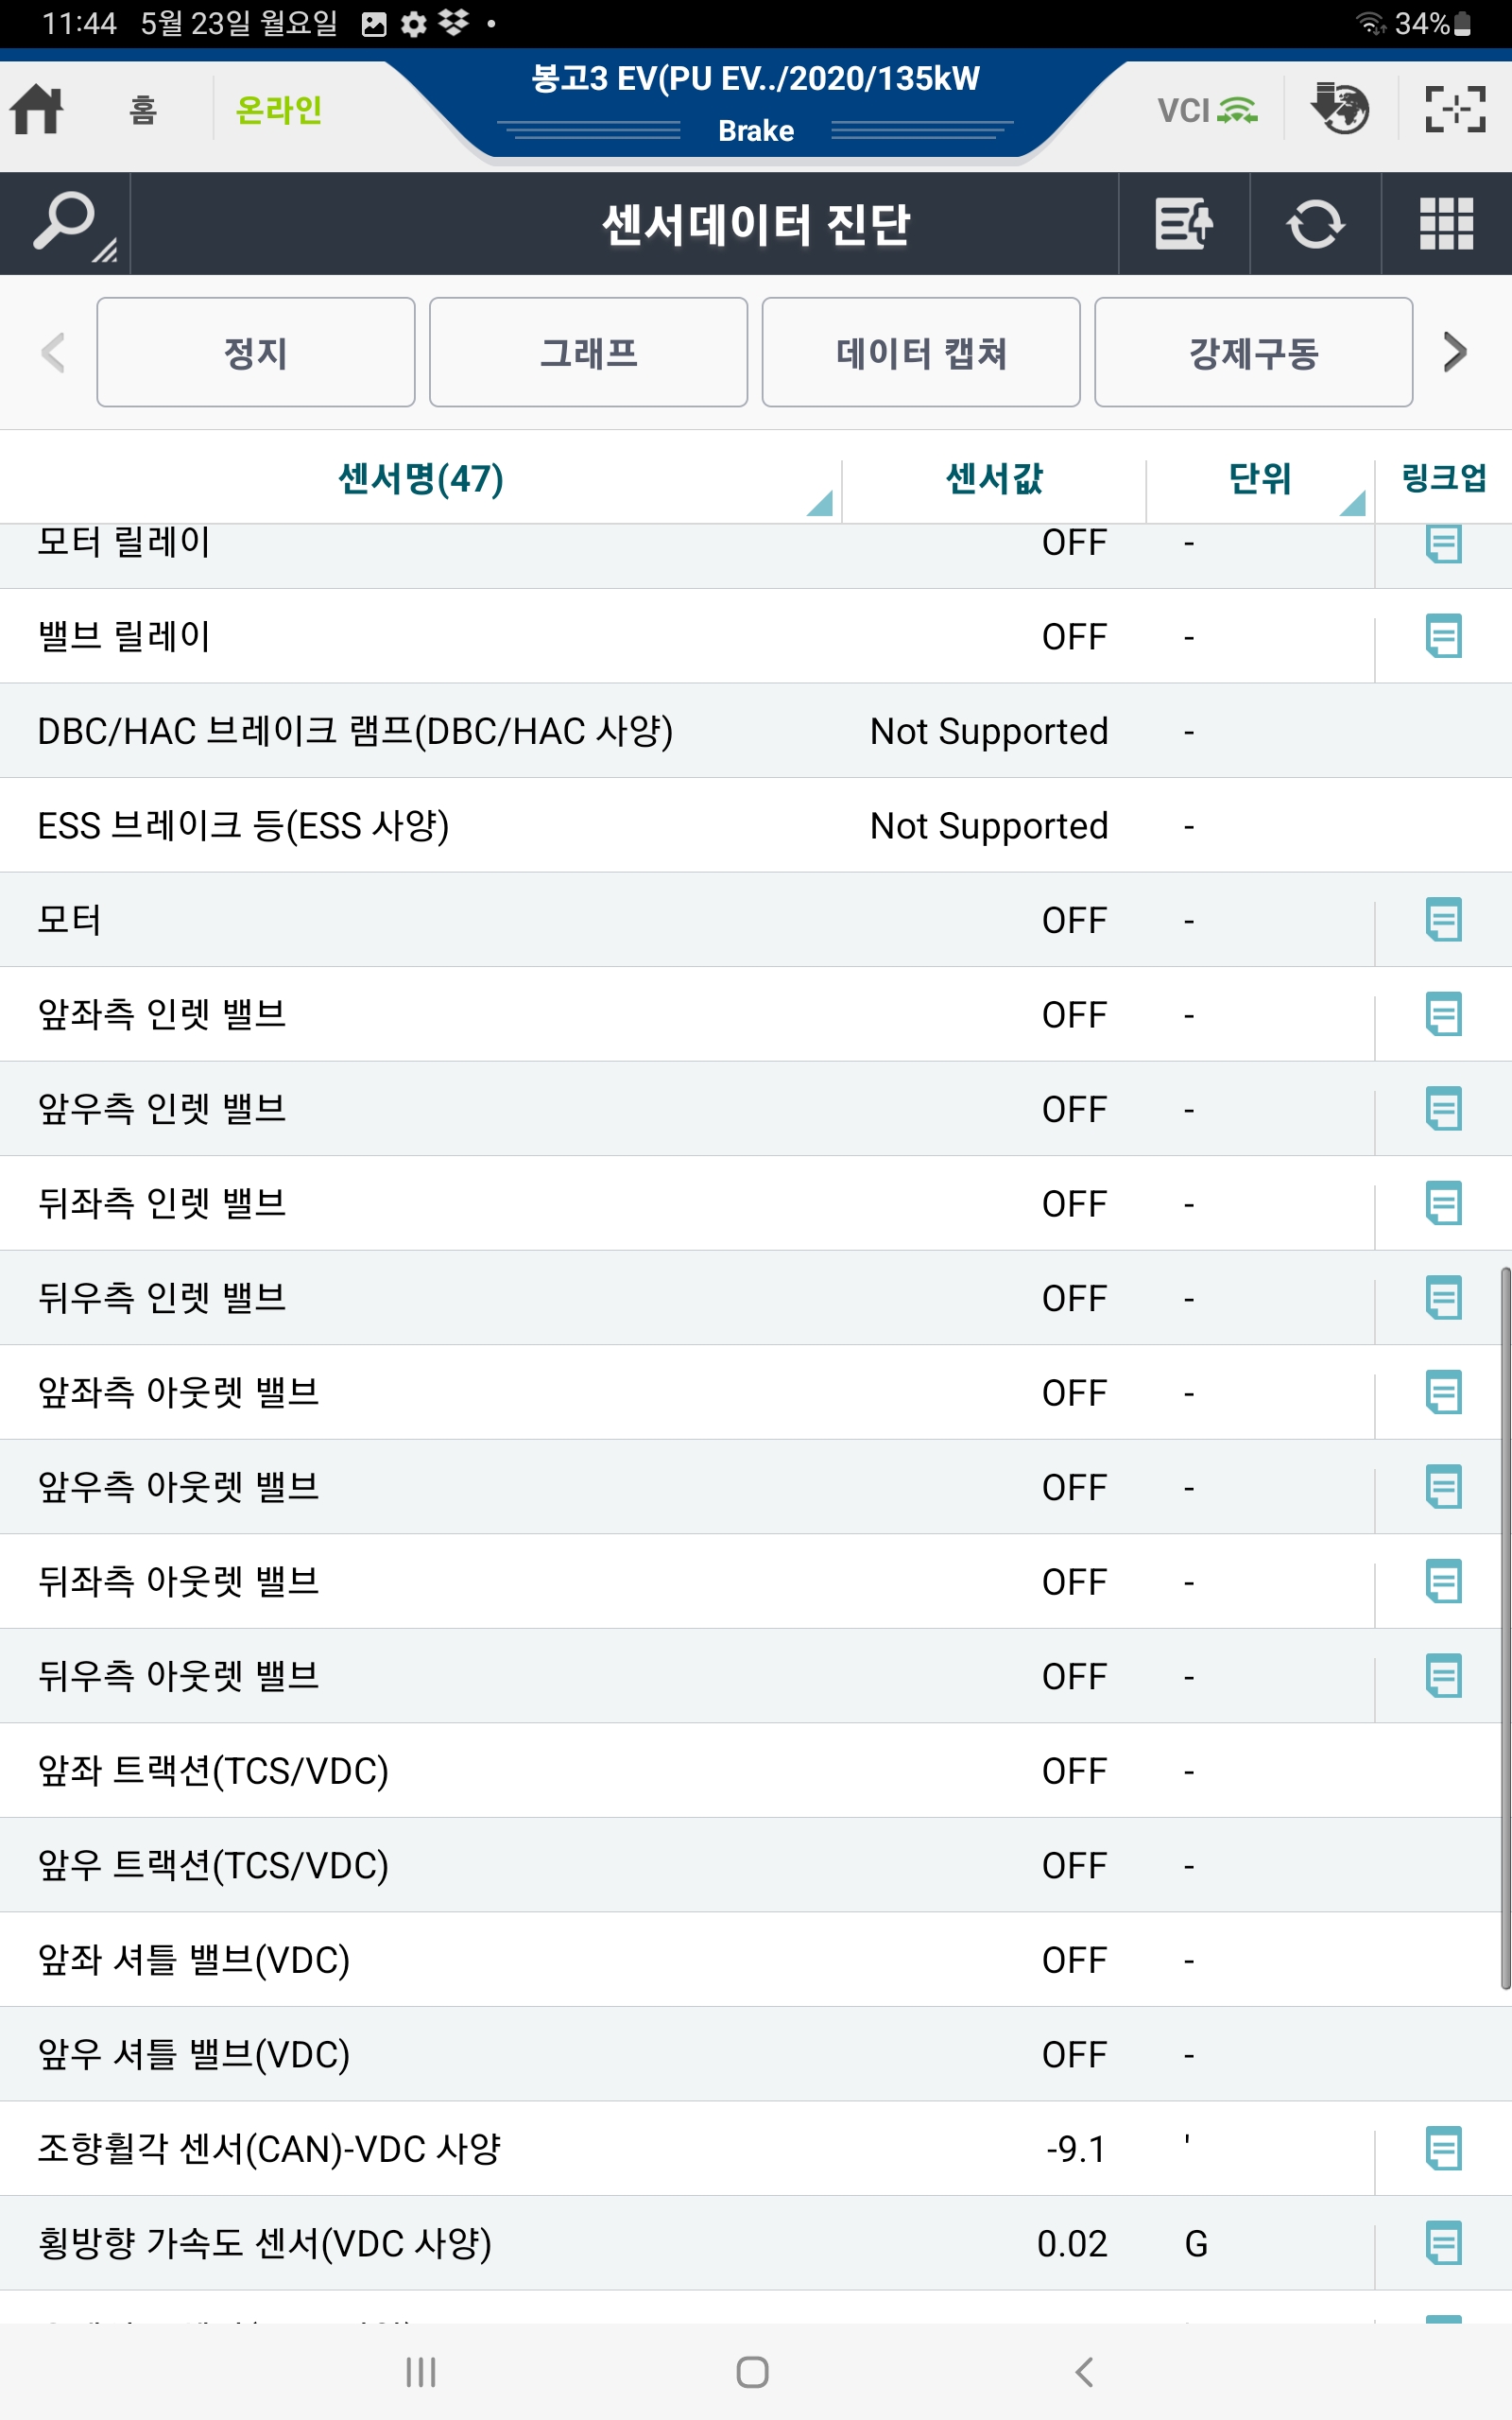 11:44 5월 23일 월요일 34%
봉고3 EV(PU EV../2020/135kW
홈 온라인 VCI
Brake
센서데이터 진단
정지 그래프 데이터 캡쳐 강제구동
센서명(47) 센서값 단위 링크업
모터 릴레이 OFF -
밸브 릴레이 OFF -
DBC/HAC 브레이크 램프(DBC/HAC 사양) Not Supported -
ESS 브레이크 등(ESS 사양) Not Supported -
모터 OFF -
앞좌측 인렛 밸브 OFF -
앞우측 인렛 밸브 OFF -
뒤좌측 인렛 밸브 OFF -
뒤우측 인렛 밸브 OFF -
앞좌측 아웃렛 밸브 OFF -
앞우측 아웃렛 밸브 OFF -
뒤좌측 아웃렛 밸브 OFF -
뒤우측 아웃렛 밸브 OFF -
앞좌 트랙션(TCS/VDC) OFF -
앞우 트랙션(TCS/VDC) OFF -
앞좌 셔틀 밸브(VDC) OFF -
앞우 셔틀 밸브(VDC) OFF -
조향휠각 센서(CAN)-VDC 사양 -9.1 '
횡방향 가속도 센서(VDC 사양) 0.02 G